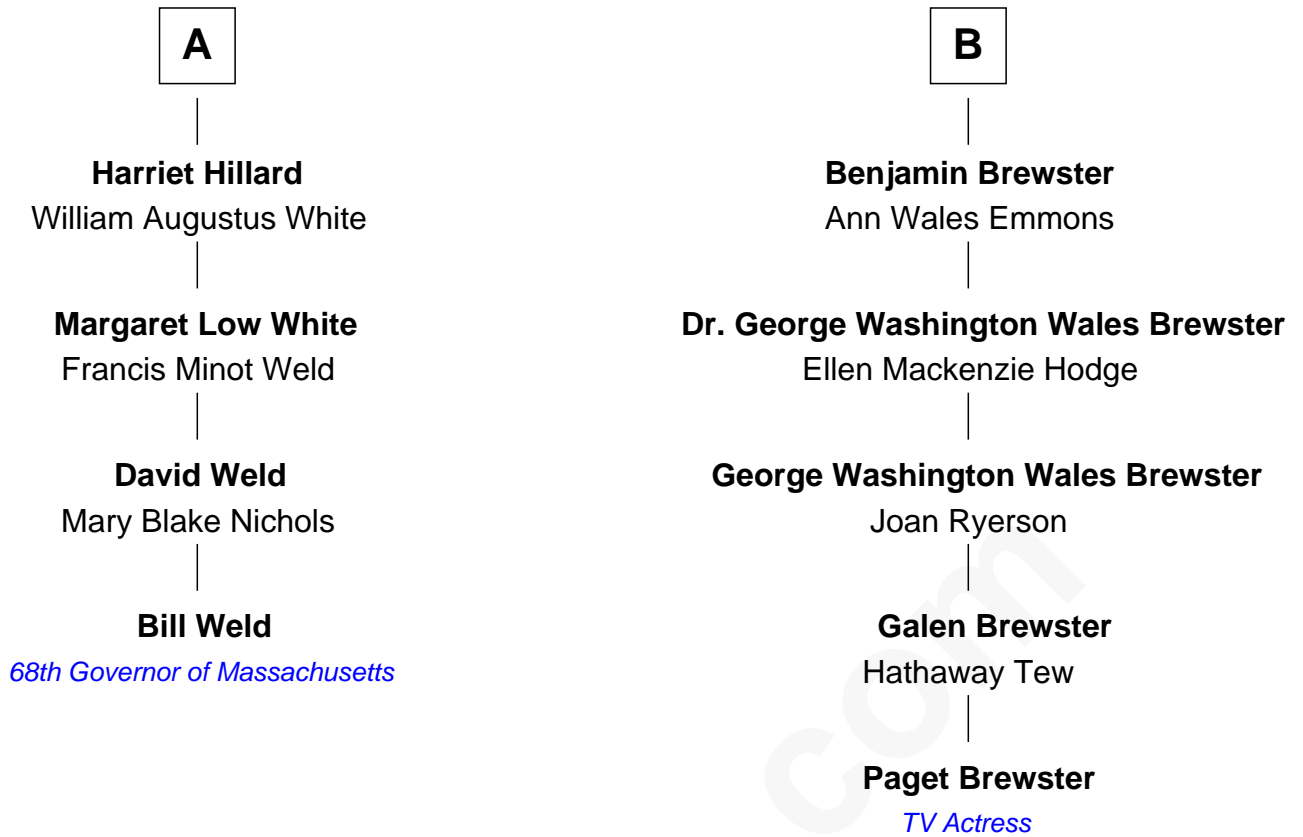 A
Harriet Hillard
William Augustus White
Margaret Low White
Francis Minot Weld
David Weld
Mary Blake Nichols
Bill Weld
68th Governor of Massachusetts
B
Benjamin Brewster
Ann Wales Emmons
Dr. George Washington Wales Brewster
Ellen Mackenzie Hodge
George Washington Wales Brewster
Joan Ryerson
Galen Brewster
Hathaway Tew
Paget Brewster
TV Actress
com